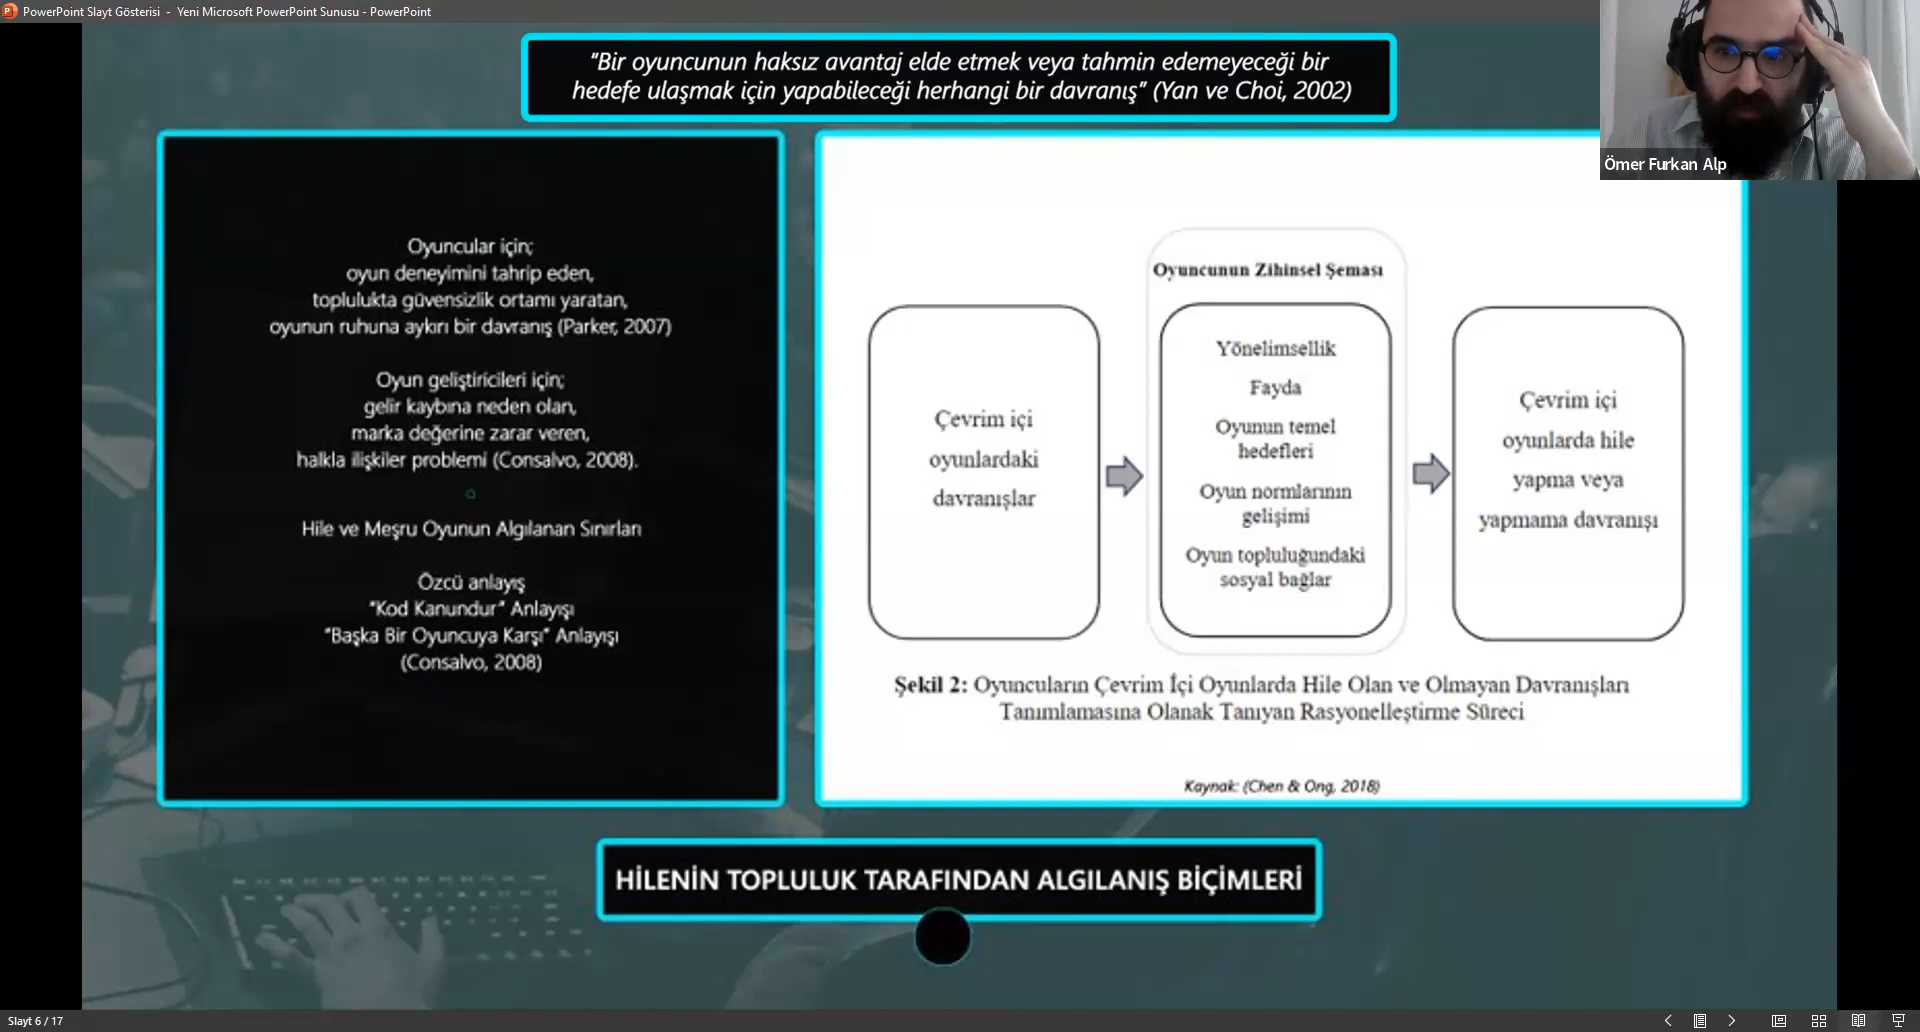 PowerPoint Slayt Gösterisi - Yeni Microsoft PowerPoint Sunusu - PowerPoint
"Bir oyuncunun haksız avantaj elde etmek veya tahmin edemeyeceği bir
hedefe ulaşmak için yapabileceği herhangi bir davranış" (Yan ve Choi, 2002)
Ömer Furkan Alp
Oyuncular için;
oyun deneyimini tahrip eden,
toplulukta güvensizlik ortamı yaratan,
oyunun ruhuna aykırı bir davranış (Parker, 2007)
Oyun geliştiricileri için;
gelir kaybına neden olan,
marka değerine zarar veren,
halkla ilişkiler problemi (Consalvo, 2008).
Hile ve Meşru Oyunun Algılanan Sınırları
Özcü anlayış
"Kod Kanundur" Anlayışı
"Başka Bir Oyuncuya Karşı" Anlayışı
(Consalvo, 2008)
Çevrim içi
oyunlardaki
davranışlar
Oyuncunun Zihinsel Şeması
Yönelimsellik
Fayda
Oyunun temel
hedefleri
Oyun normlarının
gelişimi
Oyun topluluğundaki
sosyal bağlar
Çevrim içi
oyunlarda hile
yapma veya
yapmama davranışı
Şekil 2: Oyuncuların Çevrim İçi Oyunlarda Hile Olan ve Olmayan Davranışları
Tanımlamasına Olanak Tanıyan Rasyonelleştirme Süreci
Kaynak: (Chen & Ong, 2018)
HİLENİN TOPLULUK TARAFINDAN ALGILANIŞ BİÇİMLERİ
Slayt 6 / 17